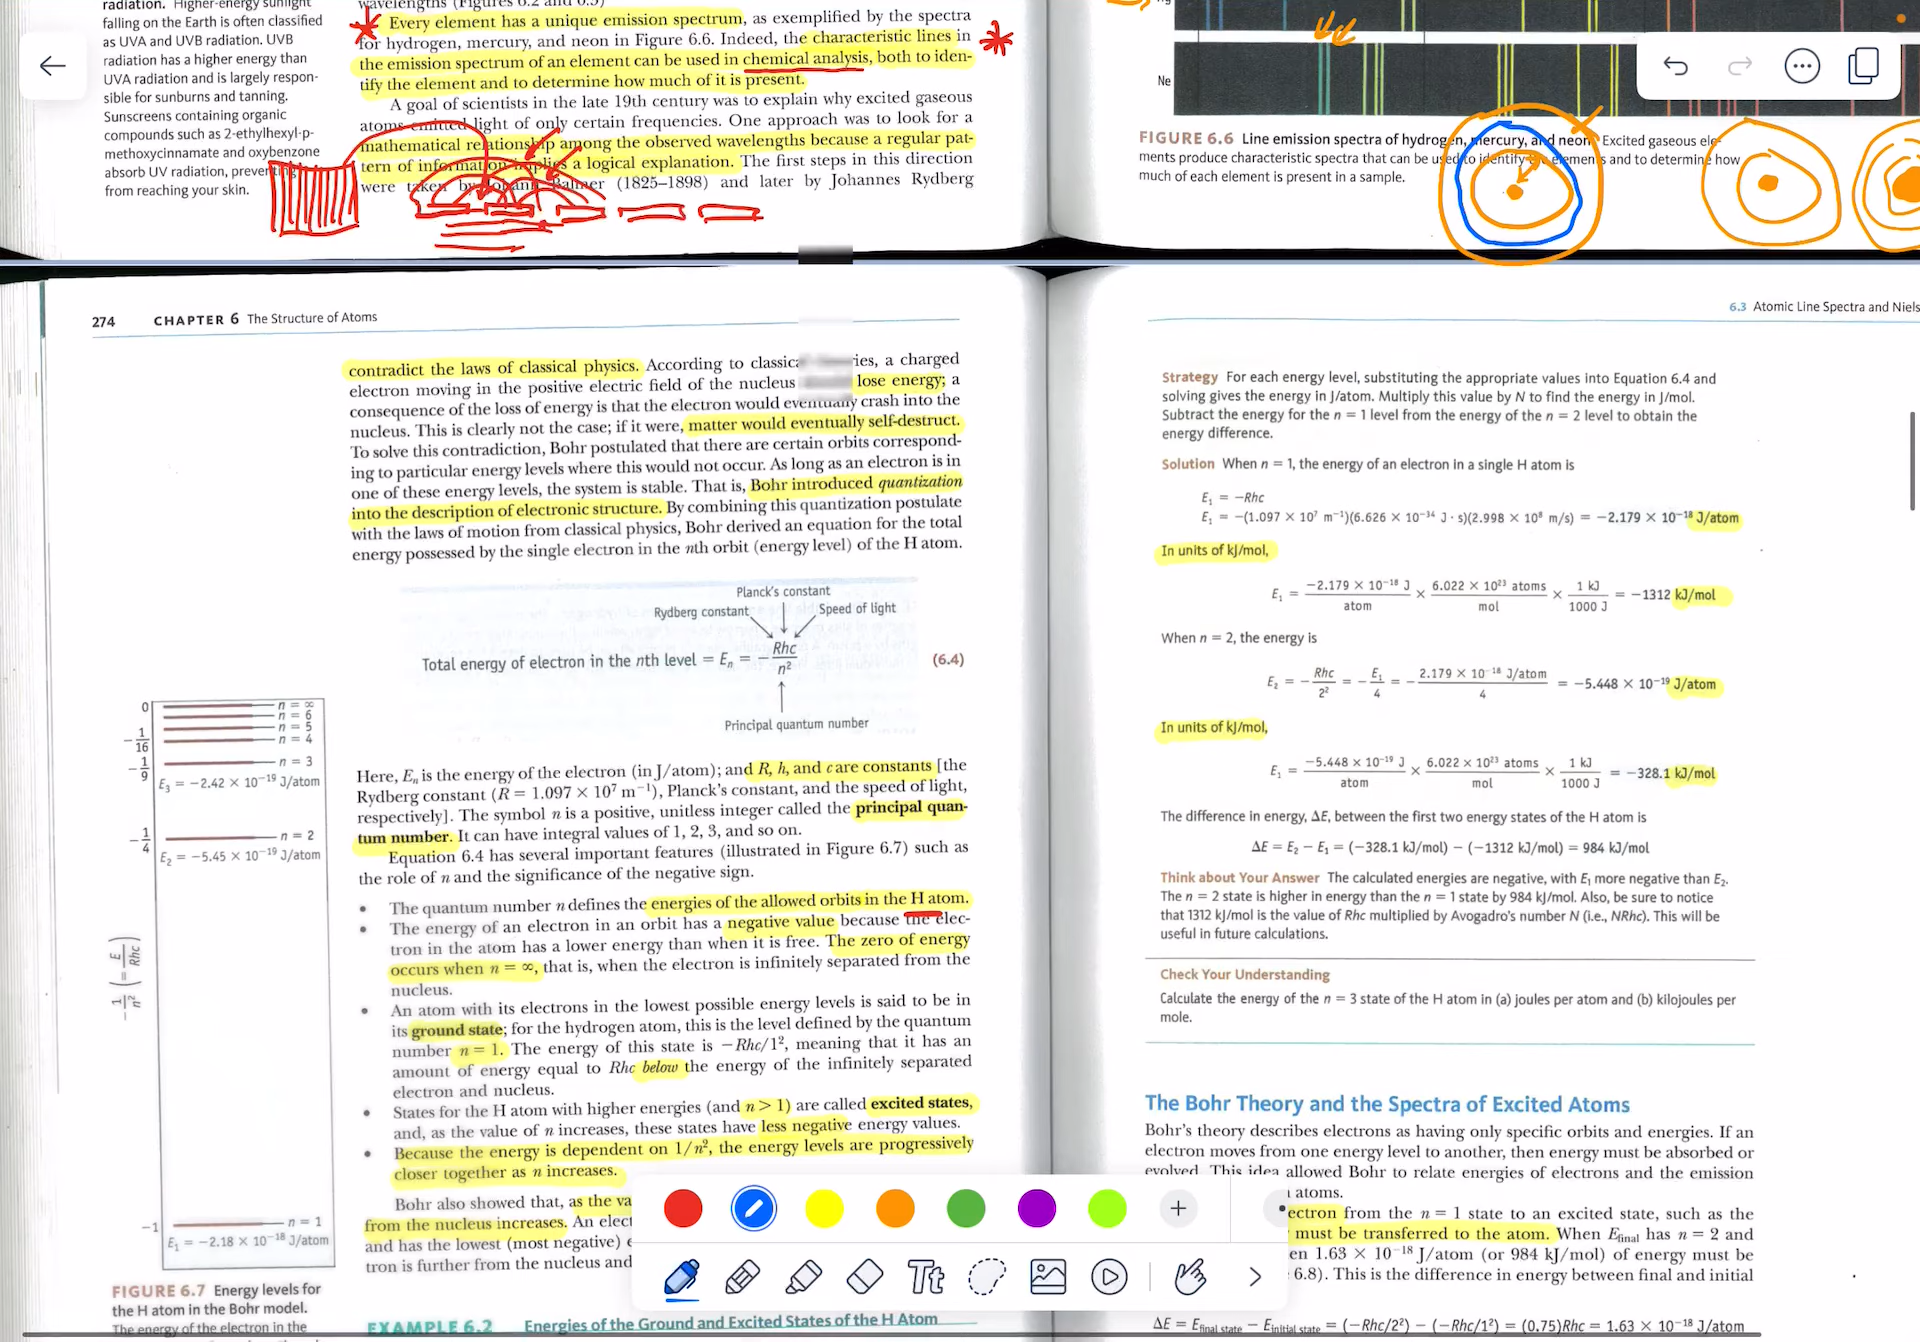 radiation. Higher-energy sunlight
falling on the Earth is often classified
as UVA and UVB radiation. UVB
radiation has a higher energy than
UVA radiation and is largely respon-
sible for sunburns and tanning.
Sunscreens containing organic
compounds such as 2-ethylhexyl-p-
methoxycinnamate and oxybenzone
absorb UV radiation, preventing
from reaching your skin.
wavelengths (Figures 6.2 and 6.5)
Every element has a unique emission spectrum, as exemplified by the spectra
for hydrogen, mercury, and neon in Figure 6.6. Indeed, the characteristic lines in
the emission spectrum of an element can be used in chemical analysis, both to iden-
tify the element and to determine how much of it is present.
A goal of scientists in the late 19th century was to explain why excited gaseous
atoms emitted light of only certain frequencies. One approach was to look for a
mathematical relationship among the observed wavelengths because a regular pat-
tern of information implies a logical explanation. The first steps in this direction
were taken by Johann Balmer (1825–1898) and later by Johannes Rydberg
Ne
FIGURE 6.6 Line emission spectra of hydrogen, mercury, and neon. Excited gaseous ele-
ments produce characteristic spectra that can be used to identify the elements and to determine how
much of each element is present in a sample.
274 CHAPTER 6 The Structure of Atoms
contradict the laws of classical physics. According to classical ies, a charged
electron moving in the positive electric field of the nucleus lose energy; a
consequence of the loss of energy is that the electron would eventually crash into the
nucleus. This is clearly not the case; if it were, matter would eventually self-destruct.
To solve this contradiction, Bohr postulated that there are certain orbits correspond-
ing to particular energy levels where this would not occur. As long as an electron is in
one of these energy levels, the system is stable. That is, Bohr introduced quantization
into the description of electronic structure. By combining this quantization postulate
with the laws of motion from classical physics, Bohr derived an equation for the total
energy possessed by the single electron in the nth orbit (energy level) of the H atom.
Planck's constant
Rydberg constant Speed of light
Total energy of electron in the nth level = Eₙ = −Rhc/n² (6.4)
Principal quantum number
Here, Eₙ is the energy of the electron (in J/atom); and R, h, and c are constants [the
Rydberg constant (R = 1.097 × 10⁷ m⁻¹), Planck's constant, and the speed of light,
respectively]. The symbol n is a positive, unitless integer called the principal quan-
tum number. It can have integral values of 1, 2, 3, and so on.
Equation 6.4 has several important features (illustrated in Figure 6.7) such as
the role of n and the significance of the negative sign.
• The quantum number n defines the energies of the allowed orbits in the H atom.
• The energy of an electron in an orbit has a negative value because the elec-
tron in the atom has a lower energy than when it is free. The zero of energy
occurs when n = ∞, that is, when the electron is infinitely separated from the
nucleus.
• An atom with its electrons in the lowest possible energy levels is said to be in
its ground state; for the hydrogen atom, this is the level defined by the quantum
number n = 1. The energy of this state is −Rhc/1², meaning that it has an
amount of energy equal to Rhc below the energy of the infinitely separated
electron and nucleus.
• States for the H atom with higher energies (and n > 1) are called excited states,
and, as the value of n increases, these states have less negative energy values.
• Because the energy is dependent on 1/n², the energy levels are progressively
closer together as n increases.
Bohr also showed that, as the va
from the nucleus increases. An elect
and has the lowest (most negative) e
tron is further from the nucleus and
EXAMPLE 6.2 Energies of the Ground and Excited States of the H Atom
0
n = ∞
n = 6
n = 5
−1/16 n = 4
−1/9 n = 3
E₃ = −2.42 × 10⁻¹⁹ J/atom
−1/4 n = 2
E₂ = −5.45 × 10⁻¹⁹ J/atom
−1/n² (= E/Rhc)
−1 n = 1
E₁ = −2.18 × 10⁻¹⁸ J/atom
FIGURE 6.7 Energy levels for
the H atom in the Bohr model.
The energy of the electron in the
6.3 Atomic Line Spectra and Niels
Strategy For each energy level, substituting the appropriate values into Equation 6.4 and
solving gives the energy in J/atom. Multiply this value by N to find the energy in J/mol.
Subtract the energy for the n = 1 level from the energy of the n = 2 level to obtain the
energy difference.
Solution When n = 1, the energy of an electron in a single H atom is
E₁ = −Rhc
E₁ = −(1.097 × 10⁷ m⁻¹)(6.626 × 10⁻³⁴ J · s)(2.998 × 10⁸ m/s) = −2.179 × 10⁻¹⁸ J/atom
In units of kJ/mol,
E₁ = −2.179 × 10⁻¹⁸ J/atom × 6.022 × 10²³ atoms/mol × 1 kJ/1000 J = −1312 kJ/mol
When n = 2, the energy is
E₂ = −Rhc/2² = −E₁/4 = −2.179 × 10⁻¹⁸ J/atom/4 = −5.448 × 10⁻¹⁹ J/atom
In units of kJ/mol,
E₁ = −5.448 × 10⁻¹⁹ J/atom × 6.022 × 10²³ atoms/mol × 1 kJ/1000 J = −328.1 kJ/mol
The difference in energy, ΔE, between the first two energy states of the H atom is
ΔE = E₂ − E₁ = (−328.1 kJ/mol) − (−1312 kJ/mol) = 984 kJ/mol
Think about Your Answer The calculated energies are negative, with E₁ more negative than E₂.
The n = 2 state is higher in energy than the n = 1 state by 984 kJ/mol. Also, be sure to notice
that 1312 kJ/mol is the value of Rhc multiplied by Avogadro's number N (i.e., NRhc). This will be
useful in future calculations.
Check Your Understanding
Calculate the energy of the n = 3 state of the H atom in (a) joules per atom and (b) kilojoules per
mole.
The Bohr Theory and the Spectra of Excited Atoms
Bohr's theory describes electrons as having only specific orbits and energies. If an
electron moves from one energy level to another, then energy must be absorbed or
evolved. This idea allowed Bohr to relate energies of electrons and the emission
atoms.
ectron from the n = 1 state to an excited state, such as the
must be transferred to the atom. When E_final has n = 2 and
en 1.63 × 10⁻¹⁸ J/atom (or 984 kJ/mol) of energy must be
6.8). This is the difference in energy between final and initial
ΔE = E_final state − E_initial state = (−Rhc/2²) − (−Rhc/1²) = (0.75)Rhc = 1.63 × 10⁻¹⁸ J/atom
Tt